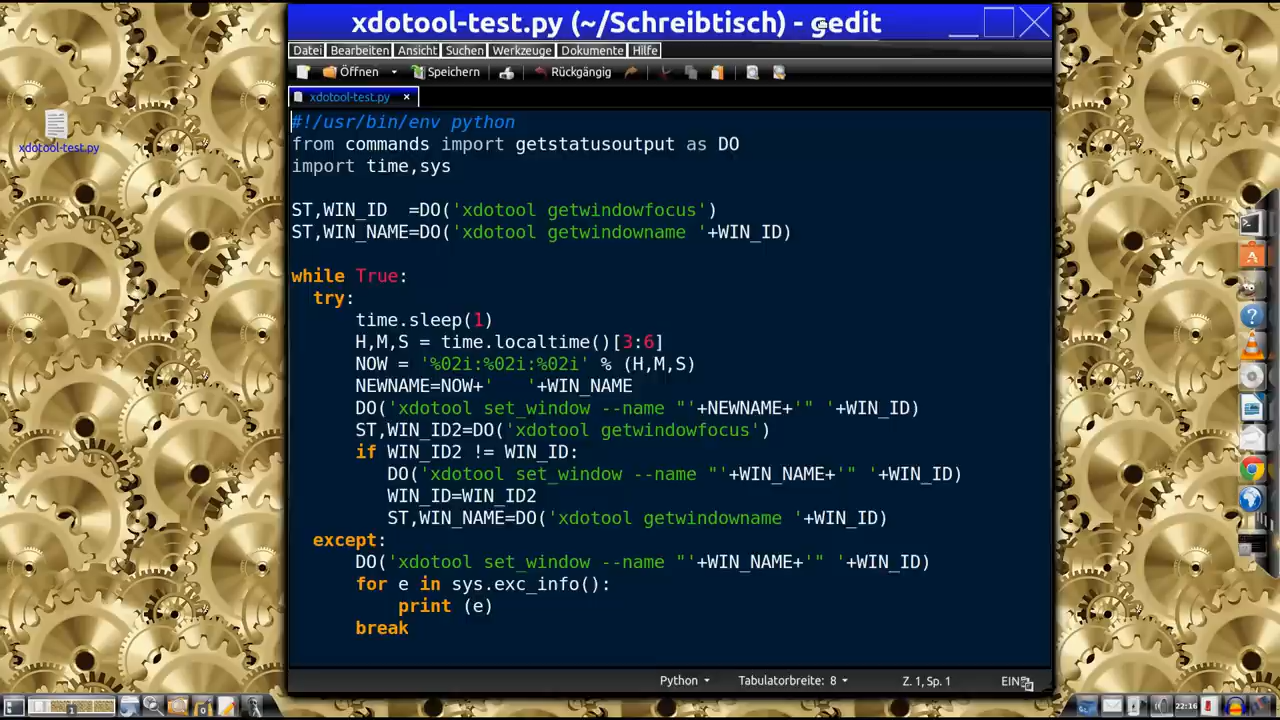 xdotool-test.py (~/Schreibtisch) - gedit
Datei Bearbeiten Ansicht Suchen Werkzeuge Dokumente Hilfe
Öffnen Speichern Rückgängig
xdotool-test.py ×
xdotool-test.py
#!/usr/bin/env python
from commands import getstatusoutput as DO
import time,sys
ST,WIN_ID  =DO('xdotool getwindowfocus')
ST,WIN_NAME=DO('xdotool getwindowname '+WIN_ID)
while True:
  try:
      time.sleep(1)
      H,M,S = time.localtime()[3:6]
      NOW = '%02i:%02i:%02i' % (H,M,S)
      NEWNAME=NOW+'   '+WIN_NAME
      DO('xdotool set_window --name "'+NEWNAME+'" '+WIN_ID)
      ST,WIN_ID2=DO('xdotool getwindowfocus')
      if WIN_ID2 != WIN_ID:
         DO('xdotool set_window --name "'+WIN_NAME+'" '+WIN_ID)
         WIN_ID=WIN_ID2
         ST,WIN_NAME=DO('xdotool getwindowname '+WIN_ID)
  except:
      DO('xdotool set_window --name "'+WIN_NAME+'" '+WIN_ID)
      for e in sys.exc_info():
          print (e)
      break
Python Tabulatorbreite: 8 Z. 1, Sp. 1 EINF
22:16